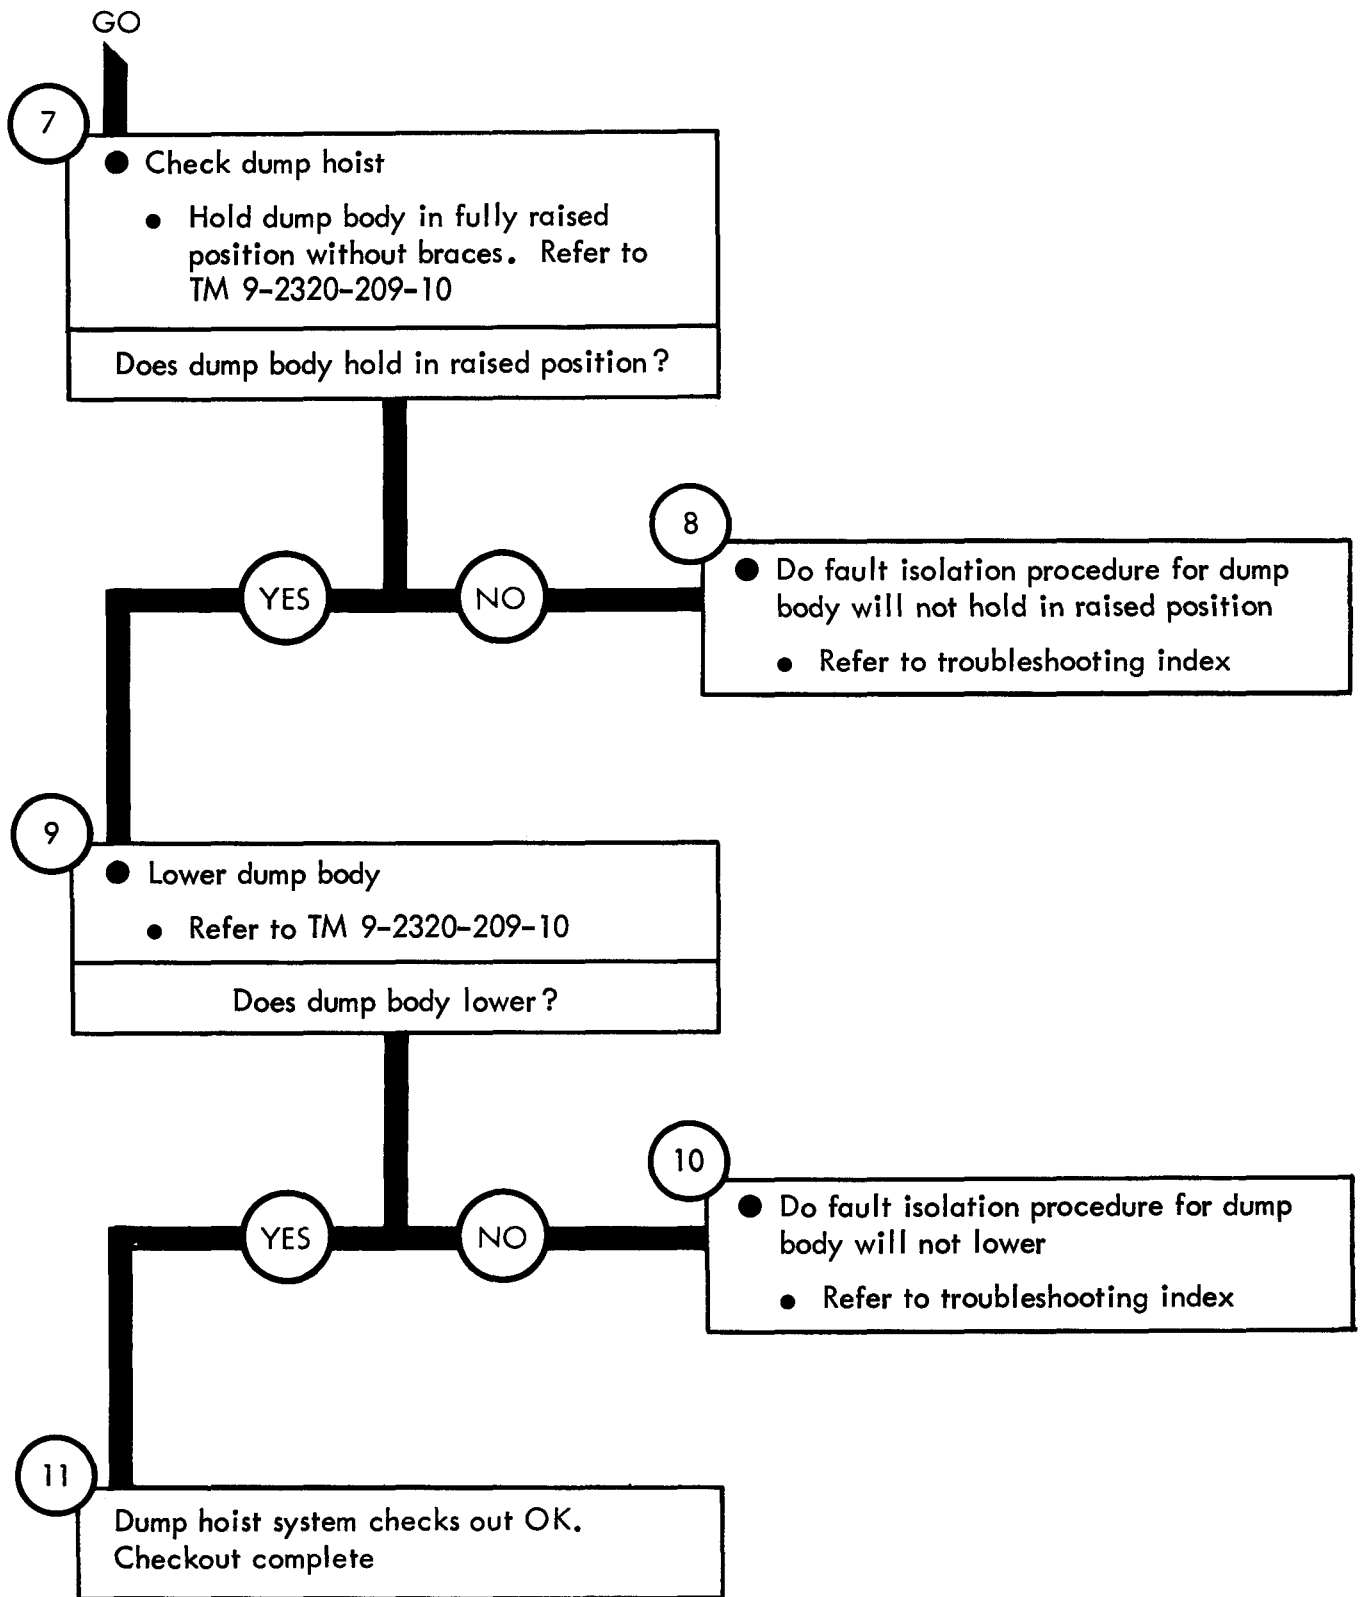 GO
7
● Check dump hoist
● Hold dump body in fully raised
position without braces. Refer to
TM 9-2320-209-10
Does dump body hold in raised position?
YES
NO
8
● Do fault isolation procedure for dump
body will not hold in raised position
● Refer to troubleshooting index
9
● Lower dump body
● Refer to TM 9-2320-209-10
Does dump body lower?
YES
NO
10
● Do fault isolation procedure for dump
body will not lower
● Refer to troubleshooting index
11
Dump hoist system checks out OK.
Checkout complete